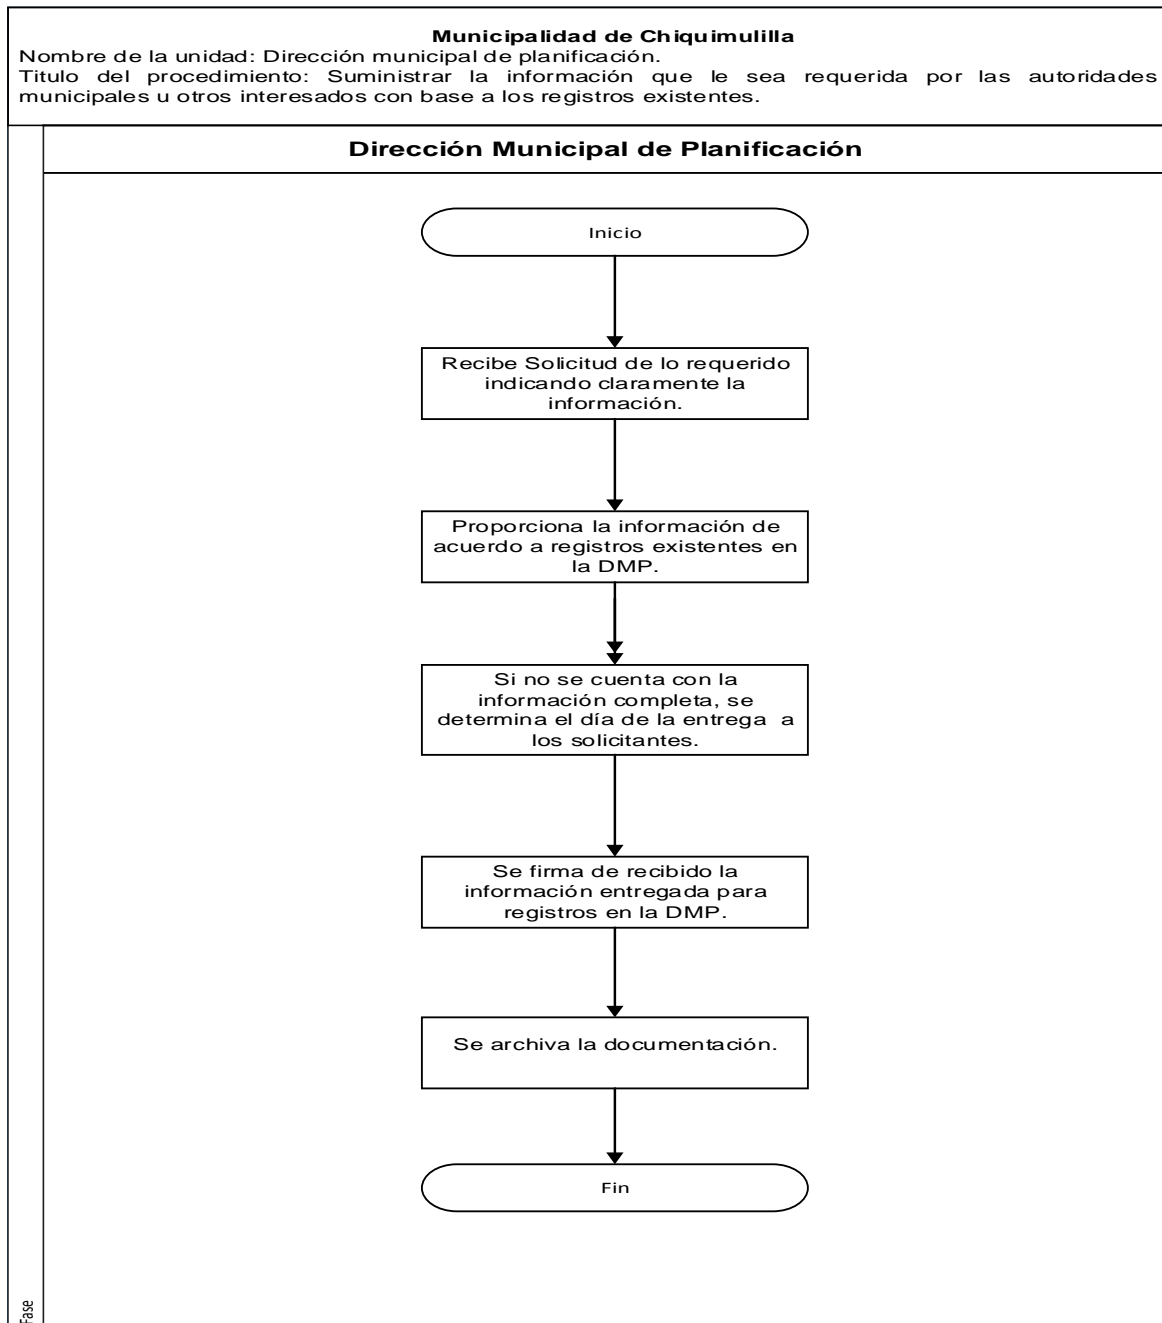 Municipalidad de Chiquimulilla
Nombre de la unidad: Dirección municipal de planificación.
Titulo del procedimiento: Suministrar la información que le sea requerida por las autoridades
municipales u otros interesados con base a los registros existentes.
Dirección Municipal de Planificación
Inicio
Recibe Solicitud de lo requerido
indicando claramente la
información.
Proporciona la información de
acuerdo a registros existentes en
la DMP.
Si no se cuenta con la
información completa, se
determina el día de la entrega a
los solicitantes.
Se firma de recibido la
información entregada para
registros en la DMP.
Se archiva la documentación.
Fin
Fase